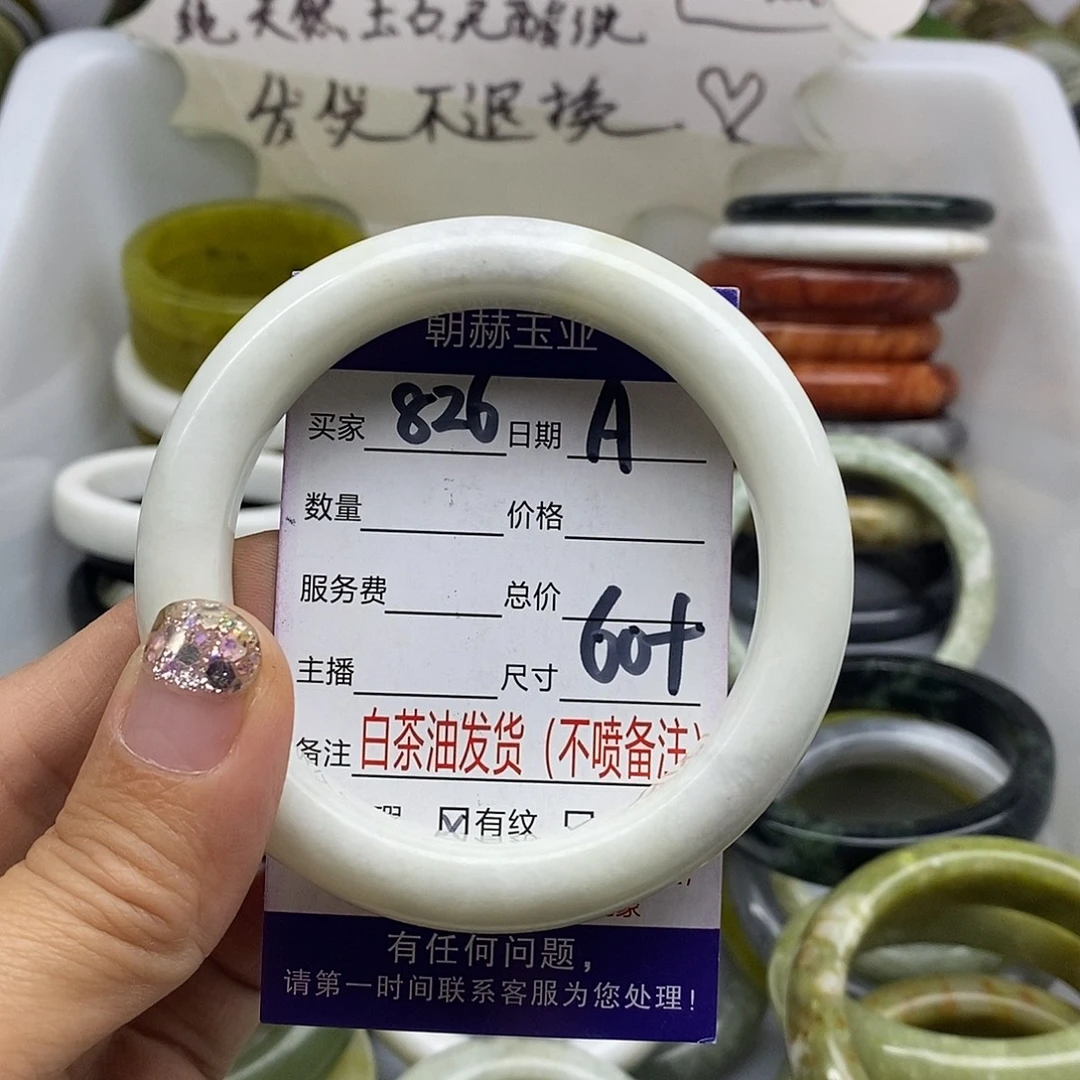 纯天然玉石无酸洗
发货不退换
朝赫宝业
买家 826 日期 A
数量 价格
服务费 总价
主播 尺寸 60+
备注 白茶油发货（不喷备注）
有纹
有任何问题，
请第一时间联系客服为您处理！